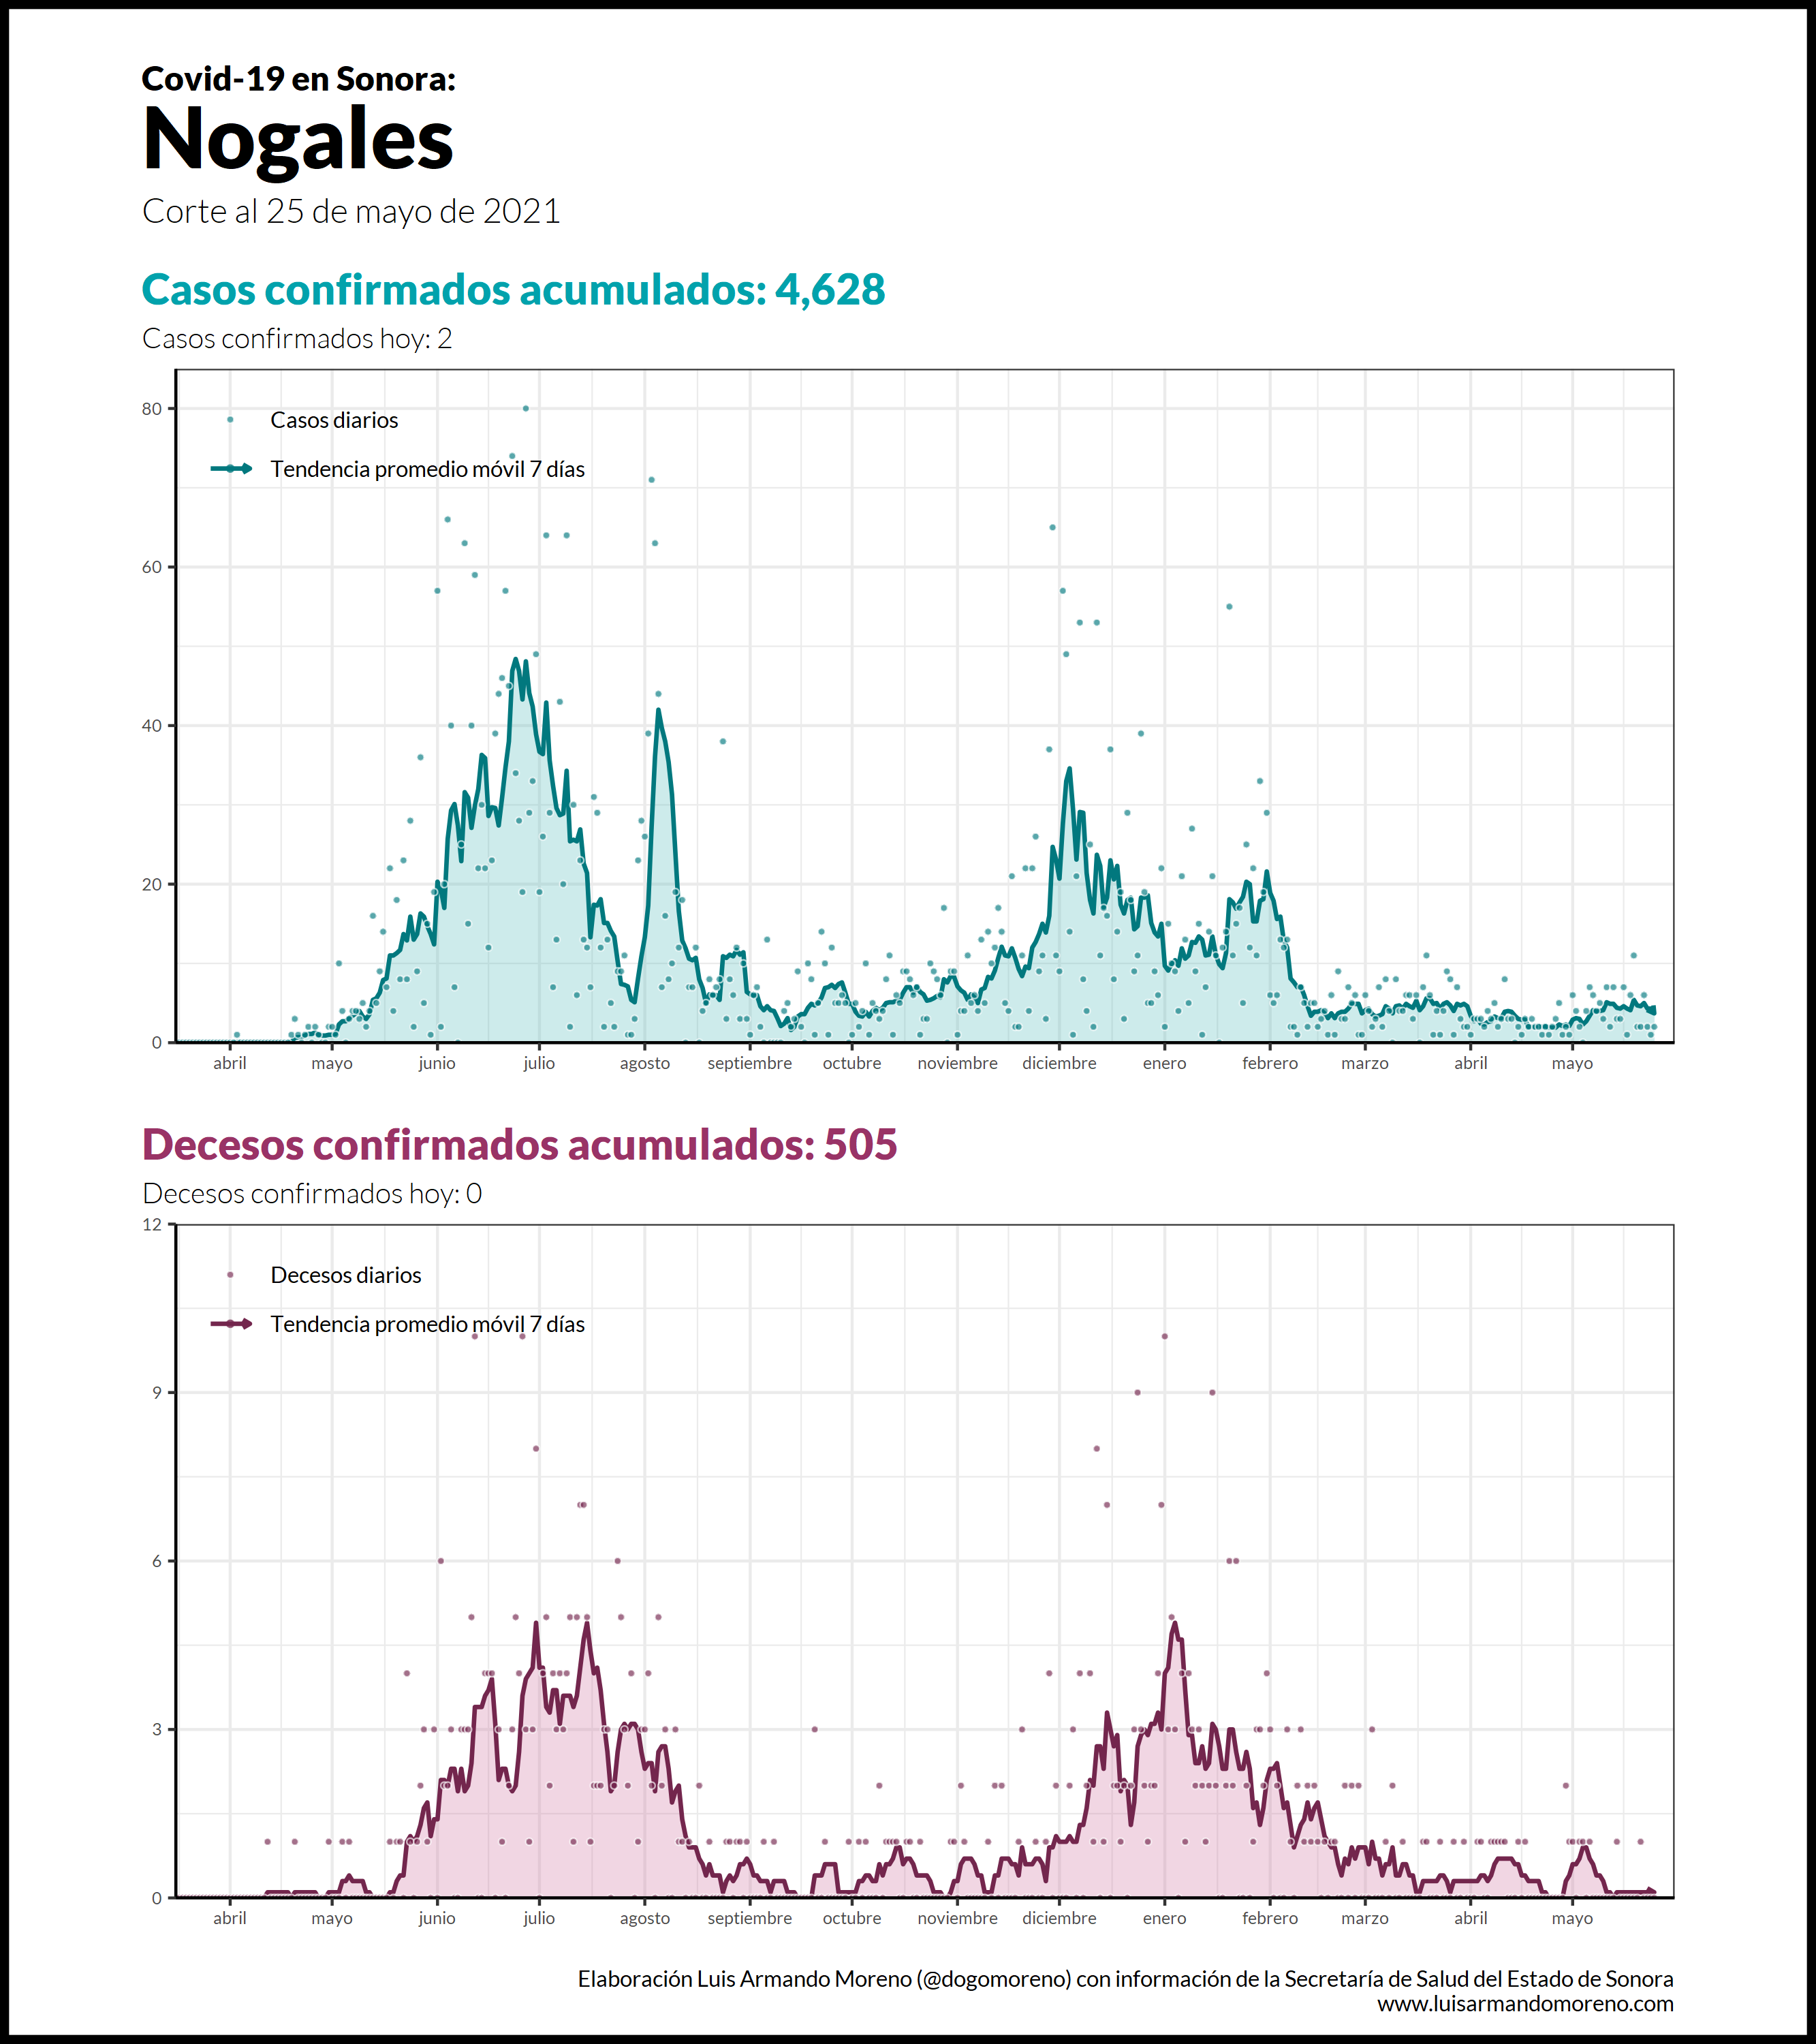 Covid-19 en Sonora:
Nogales
Corte al 25 de mayo de 2021
Casos confirmados acumulados: 4,628
Casos confirmados hoy: 2
80
60
40
20
0
Casos diarios
Tendencia promedio móvil 7 días
abril mayo junio julio agosto septiembre octubre noviembre diciembre enero febrero marzo abril mayo
Decesos confirmados acumulados: 505
Decesos confirmados hoy: 0
12
9
6
3
0
Decesos diarios
Tendencia promedio móvil 7 días
abril mayo junio julio agosto septiembre octubre noviembre diciembre enero febrero marzo abril mayo
Elaboración Luis Armando Moreno (@dogomoreno) con información de la Secretaría de Salud del Estado de Sonora
www.luisarmandomoreno.com